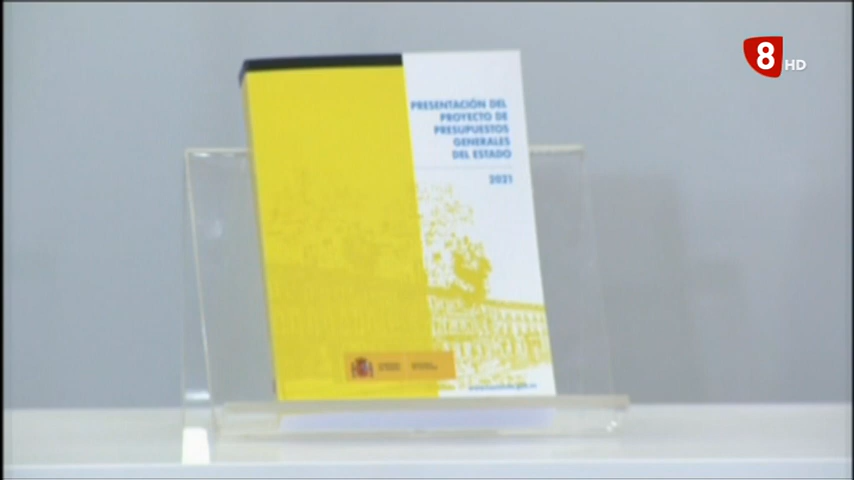 8 HD
PRESENTACIÓN DEL
PROYECTO DE
PRESUPUESTOS
GENERALES
DEL ESTADO
2021